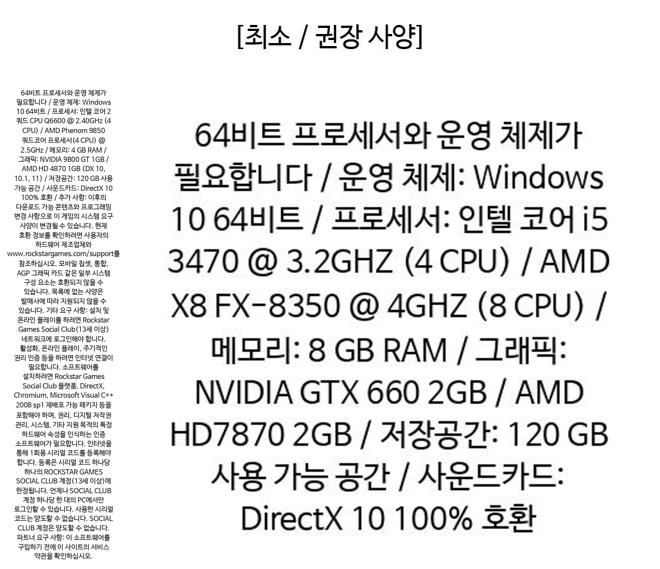 [최소 / 권장 사양]
64비트 프로세서와 운영 체제가
필요합니다 / 운영 체제: Windows
10 64비트 / 프로세서: 인텔 코어 2
쿼드 CPU Q6600 @ 2.40GHz (4
CPU) / AMD Phenom 9850
쿼드코어 프로세서(4 CPU) @
2.5GHz / 메모리: 4 GB RAM /
그래픽: NVIDIA 9800 GT 1GB /
AMD HD 4870 1GB (DX 10,
10.1, 11) / 저장공간: 120 GB 사용
가능 공간 / 사운드카드: DirectX 10
100% 호환 / 추가 사항: 이후의
다운로드 가능 콘텐츠와 프로그래밍
변경 사항으로 이 게임의 시스템 요구
사양이 변경될 수 있습니다. 현재
호환 정보를 확인하려면 사용자의
하드웨어 제조업체와
www.rockstargames.com/support를
참조하십시오. 모바일 칩셋, 통합,
AGP 그래픽 카드 같은 일부 시스템
구성 요소는 호환되지 않을 수
있습니다. 목록에 없는 사양은
발매사에 따라 지원되지 않을 수
있습니다. 기타 요구 사항: 설치 및
온라인 플레이를 하려면 Rockstar
Games Social Club(13세 이상)
네트워크에 로그인해야 합니다.
활성화, 온라인 플레이, 주기적인
권리 인증 등을 하려면 인터넷 연결이
필요합니다. 소프트웨어를
설치하려면 Rockstar Games
Social Club 플랫폼, DirectX,
Chromium, Microsoft Visual C++
2008 sp1 재배포 가능 패키지 등을
포함해야 하며, 권리, 디지털 저작권
관리, 시스템, 기타 지원 목적의 특정
하드웨어 속성을 인식하는 인증
소프트웨어가 필요합니다. 인터넷을
통해 1회용 시리얼 코드를 등록해야
합니다. 등록은 시리얼 코드 하나당
하나의 ROCKSTAR GAMES
SOCIAL CLUB 계정(13세 이상)에
한정됩니다. 언제나 SOCIAL CLUB
계정 하나당 한 대의 PC에서만
로그인할 수 있습니다. 사용한 시리얼
코드는 양도할 수 없습니다. SOCIAL
CLUB 계정은 양도할 수 없습니다.
파트너 요구 사항: 이 소프트웨어를
구입하기 전에 이 사이트의 서비스
약관을 확인하십시오.
64비트 프로세서와 운영 체제가
필요합니다 / 운영 체제: Windows
10 64비트 / 프로세서: 인텔 코어 i5
3470 @ 3.2GHZ (4 CPU) / AMD
X8 FX-8350 @ 4GHZ (8 CPU) /
메모리: 8 GB RAM / 그래픽:
NVIDIA GTX 660 2GB / AMD
HD7870 2GB / 저장공간: 120 GB
사용 가능 공간 / 사운드카드:
DirectX 10 100% 호환